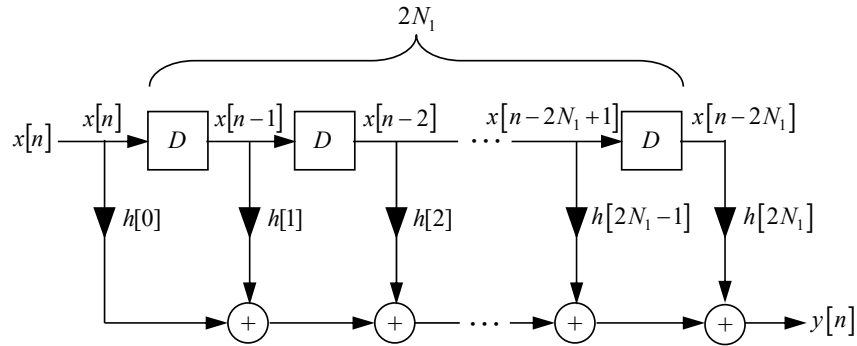 2N₁
x[n] x[n] D x[n−1] D x[n−2] ⋯ x[n−2N₁+1] D x[n−2N₁]
h[0] h[1] h[2] h[2N₁−1] h[2N₁]
+ + ⋯ + + y[n]